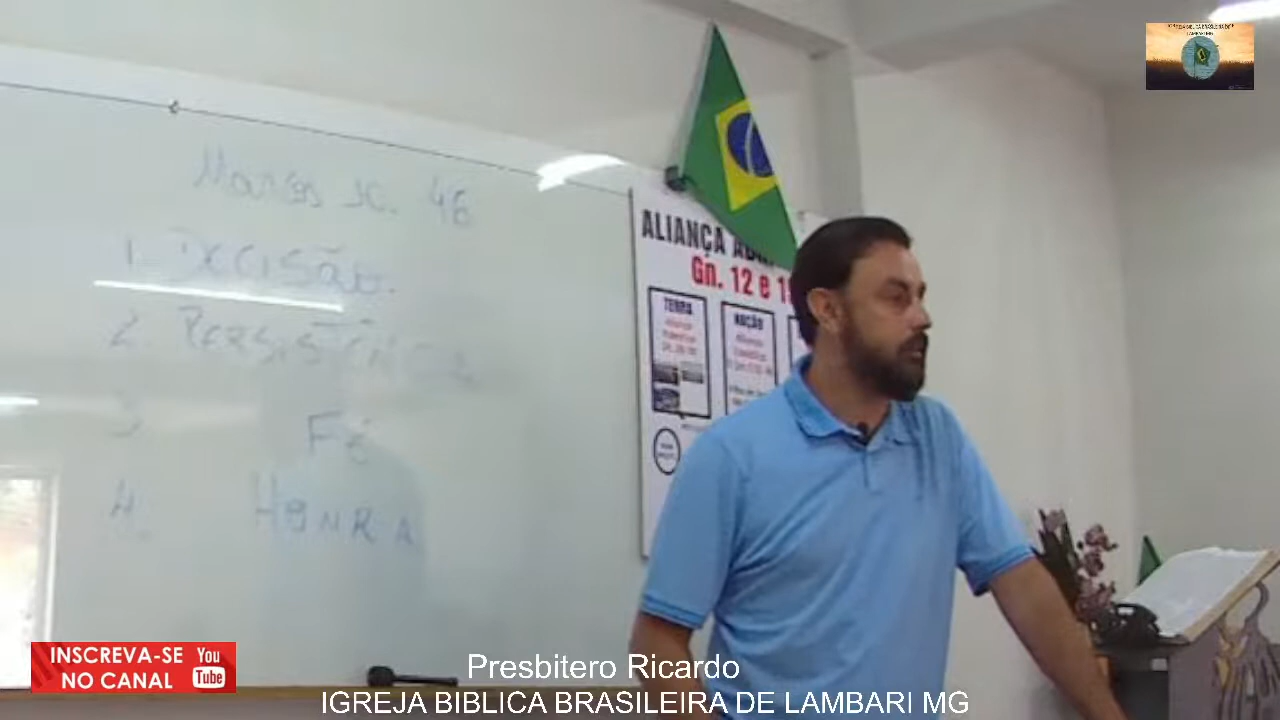 Marcos 10. 46
1. DECISÃO.
2. PERSISTÊNCIA
3. Fé
4. HONRA
ALIANÇA
Gn. 12 e
TERRA
NAÇÃO
INSCREVA-SE
NO CANAL
You Tube
Presbitero Ricardo
IGREJA BIBLICA BRASILEIRA DE LAMBARI MG